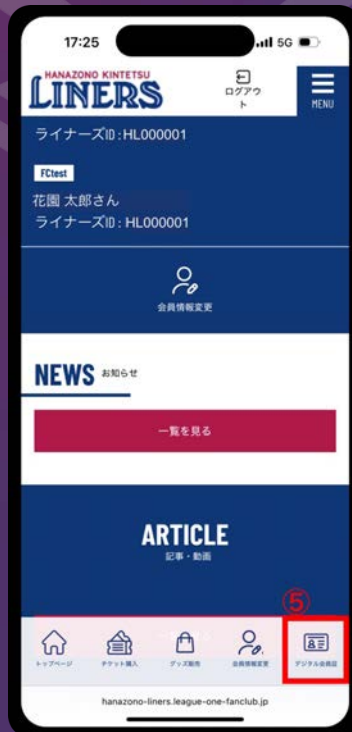 17:25
5G
HANAZONO KINTETSU
LINERS
ログアウ
ト
MENU
ライナーズID:HL000001
FCtest
花園 太郎さん
ライナーズID:HL000001
会員情報変更
NEWS お知らせ
一覧を見る
ARTICLE
記事・動画
⑤
トップページ
チケット購入
グッズ販売
会員情報変更
デジタル会員証
hanazono-liners.league-one-fanclub.jp